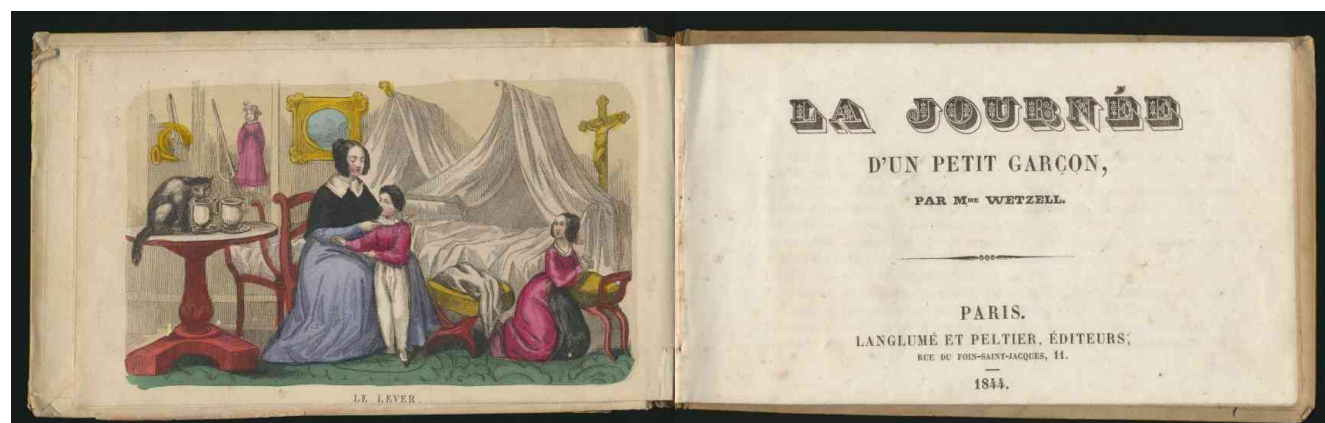 LE LEVER
LA JOURNÉE
D'UN PETIT GARÇON,
PAR Mᴹᴱ WETZELL.
PARIS.
LANGLUMÉ ET PELTIER, ÉDITEURS,
RUE DU FOIN-SAINT-JACQUES, 11.
1844.